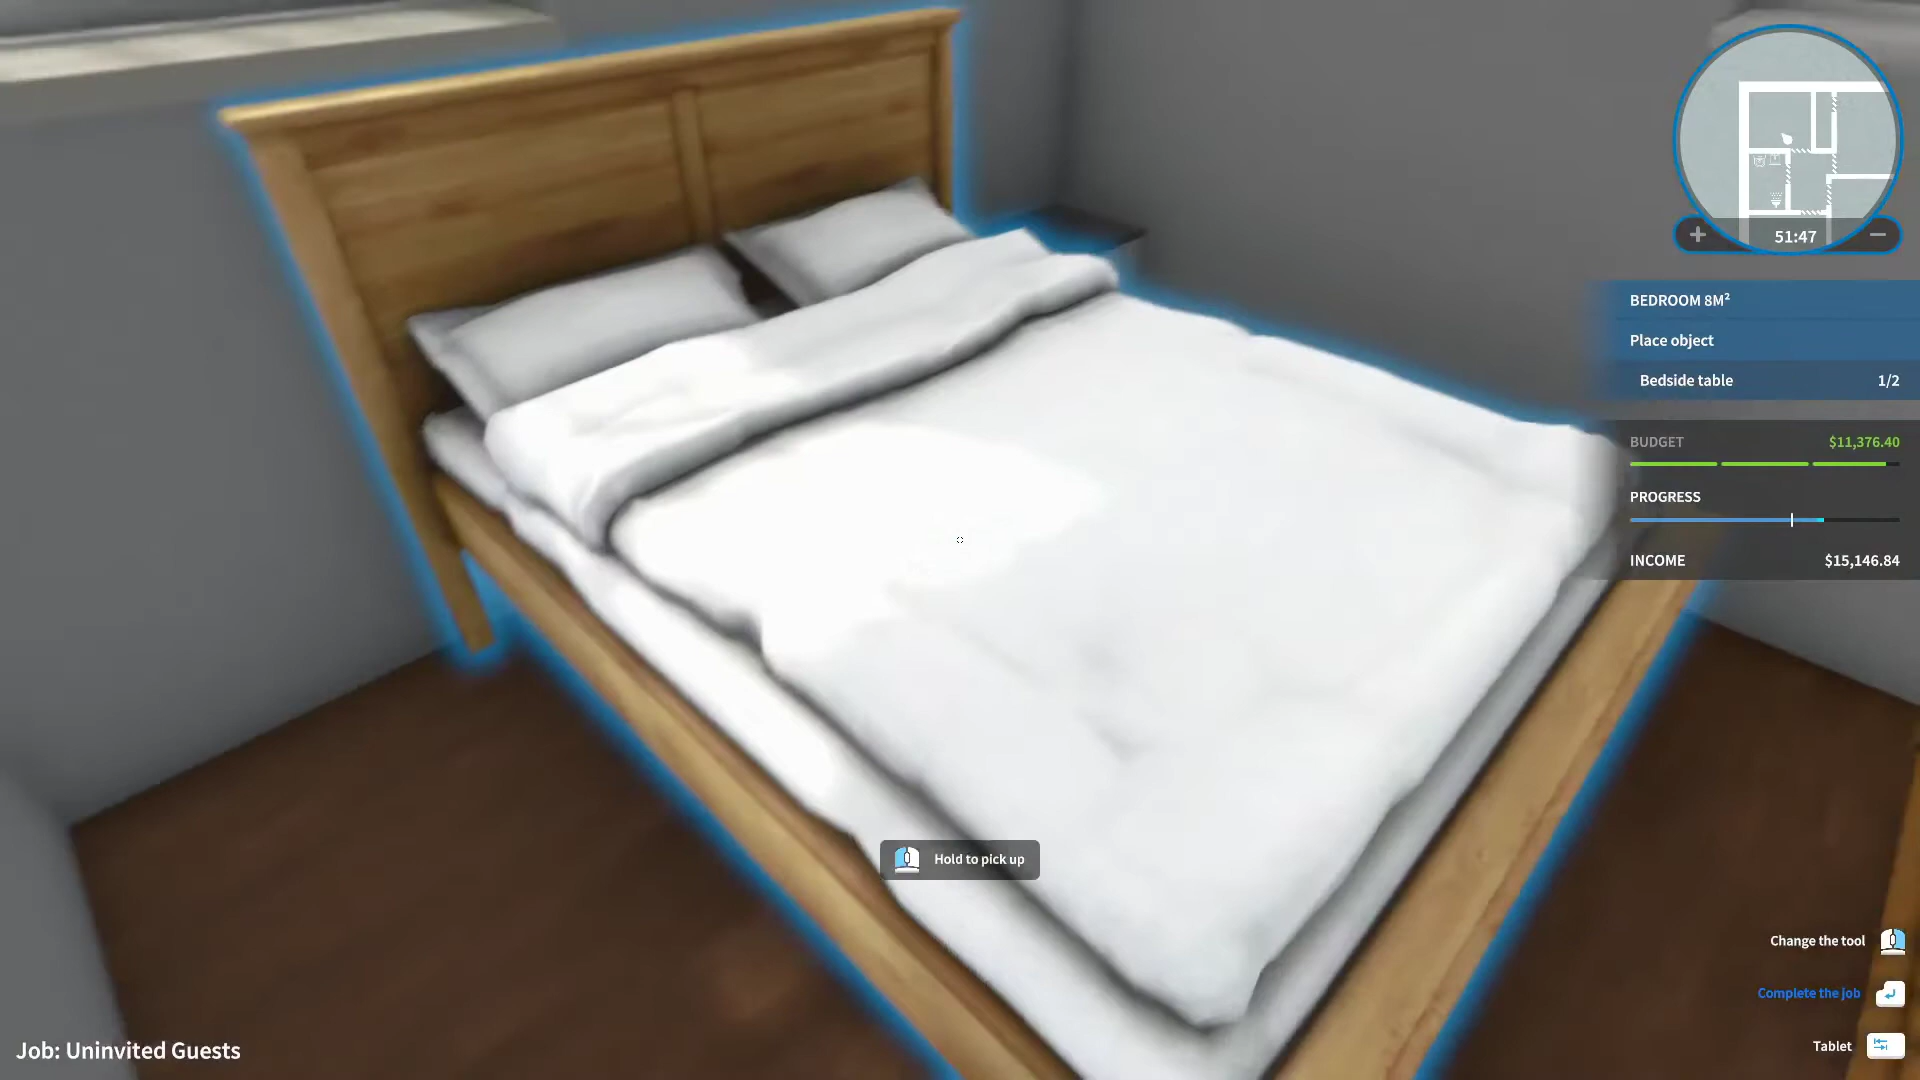 51:47
BEDROOM 8M²
Place object
Bedside table 1/2
BUDGET $11,376.40
PROGRESS
INCOME $15,146.84
Hold to pick up
Change the tool
Complete the job
Tablet
Job: Uninvited Guests